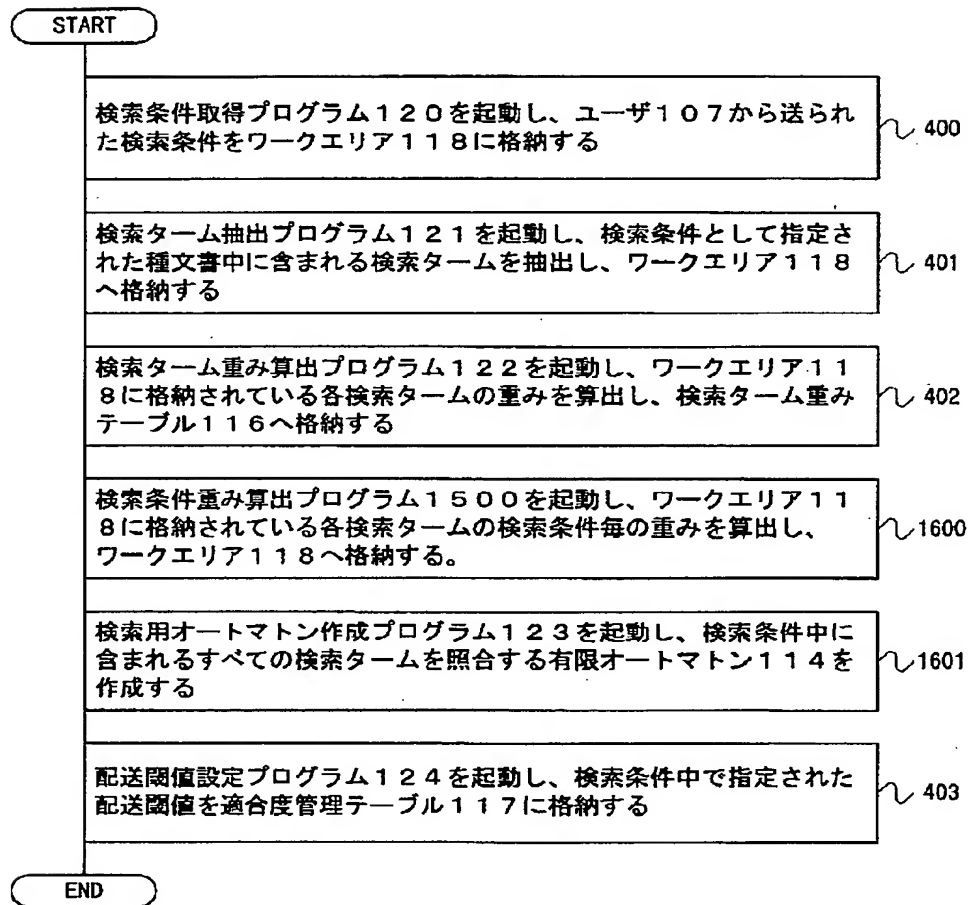 START
検索条件取得プログラム１２０を起動し、ユーザ１０７から送られ
た検索条件をワークエリア１１８に格納する
400
検索ターム抽出プログラム１２１を起動し、検索条件として指定さ
れた種文書中に含まれる検索タームを抽出し、ワークエリア１１８
へ格納する
401
検索ターム重み算出プログラム１２２を起動し、ワークエリア１１
８に格納されている各検索タームの重みを算出し、検索ターム重み
テーブル１１６へ格納する
402
検索条件重み算出プログラム１５００を起動し、ワークエリア１１
８に格納されている各検索タームの検索条件毎の重みを算出し、
ワークエリア１１８へ格納する。
1600
検索用オートマトン作成プログラム１２３を起動し、検索条件中に
含まれるすべての検索タームを照合する有限オートマトン１１４を
作成する
1601
配送閾値設定プログラム１２４を起動し、検索条件中で指定された
配送閾値を適合度管理テーブル１１７に格納する
403
END